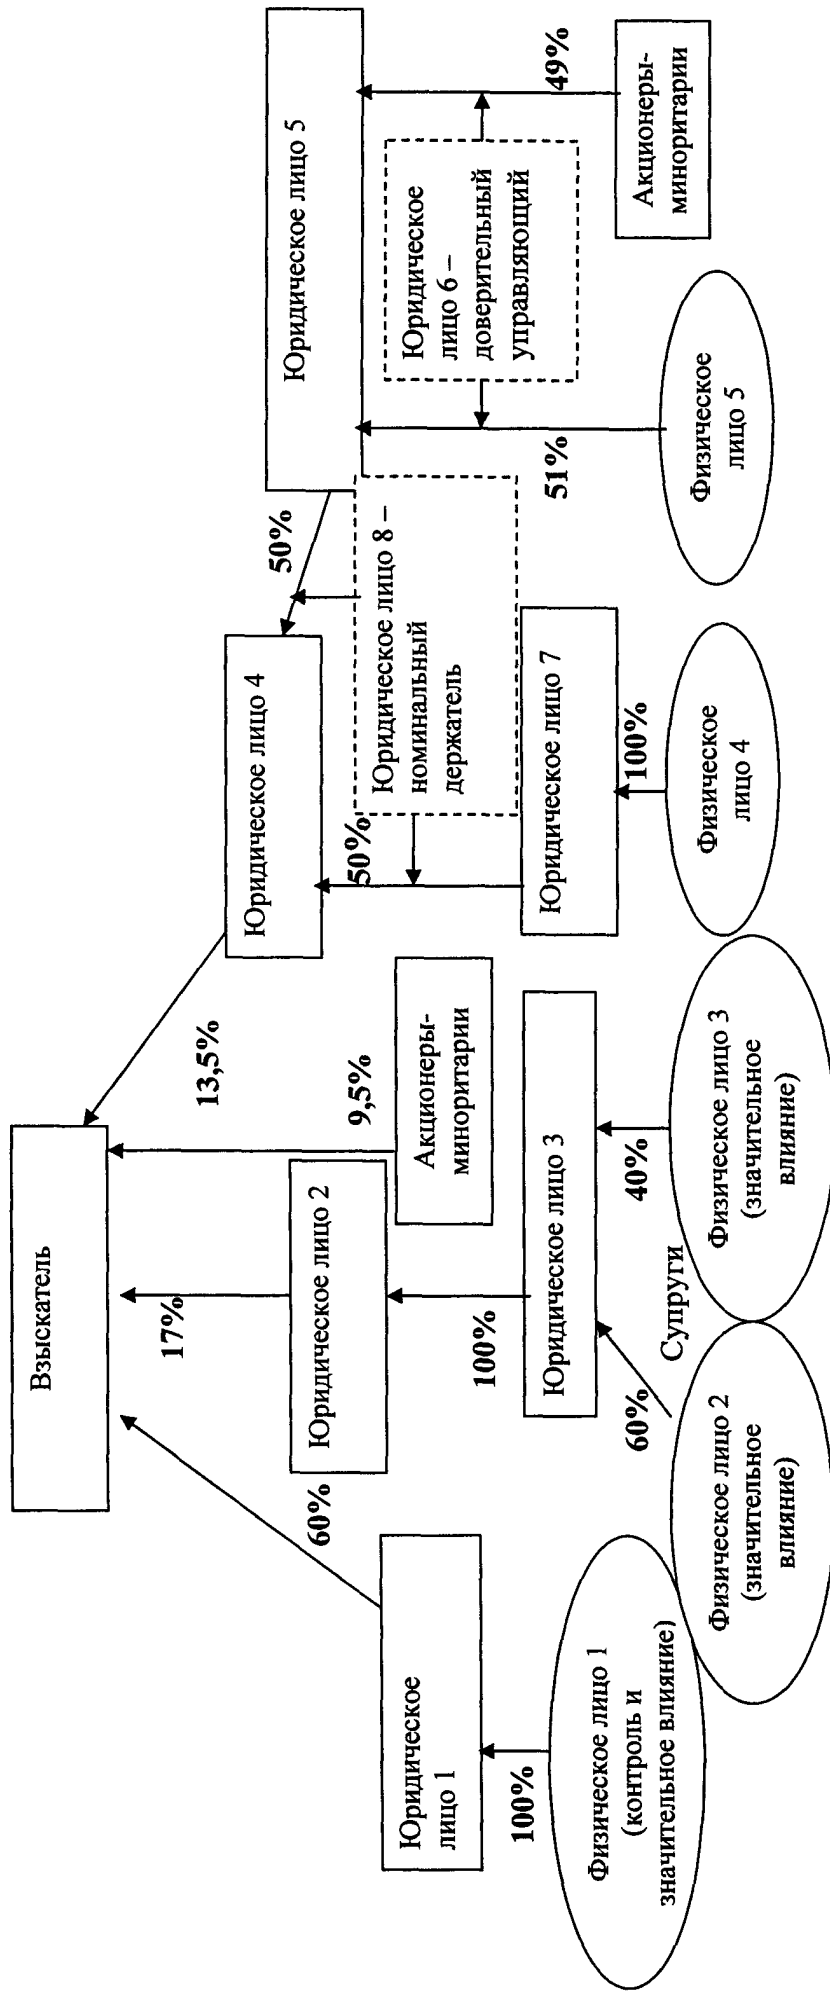 Взыскатель
60%
17%
9,5%
13,5%
Юридическое
лицо 1
Юридическое лицо 2
Акционеры-
миноритарии
Юридическое лицо 4
50%
Юридическое лицо 5
100%
Физическое лицо 1
(контроль и
значительное влияние)
100%
Юридическое лицо 3
60%
Супруги
40%
Физическое лицо 2
(значительное
влияние)
Физическое лицо 3
(значительное
влияние)
50%
Юридическое лицо 8 –
номинальный
держатель
Юридическое лицо 7
100%
Физическое
лицо 4
Юридическое
лицо 6 –
доверительный
управляющий
51%
49%
Физическое
лицо 5
Акционеры-
миноритарии